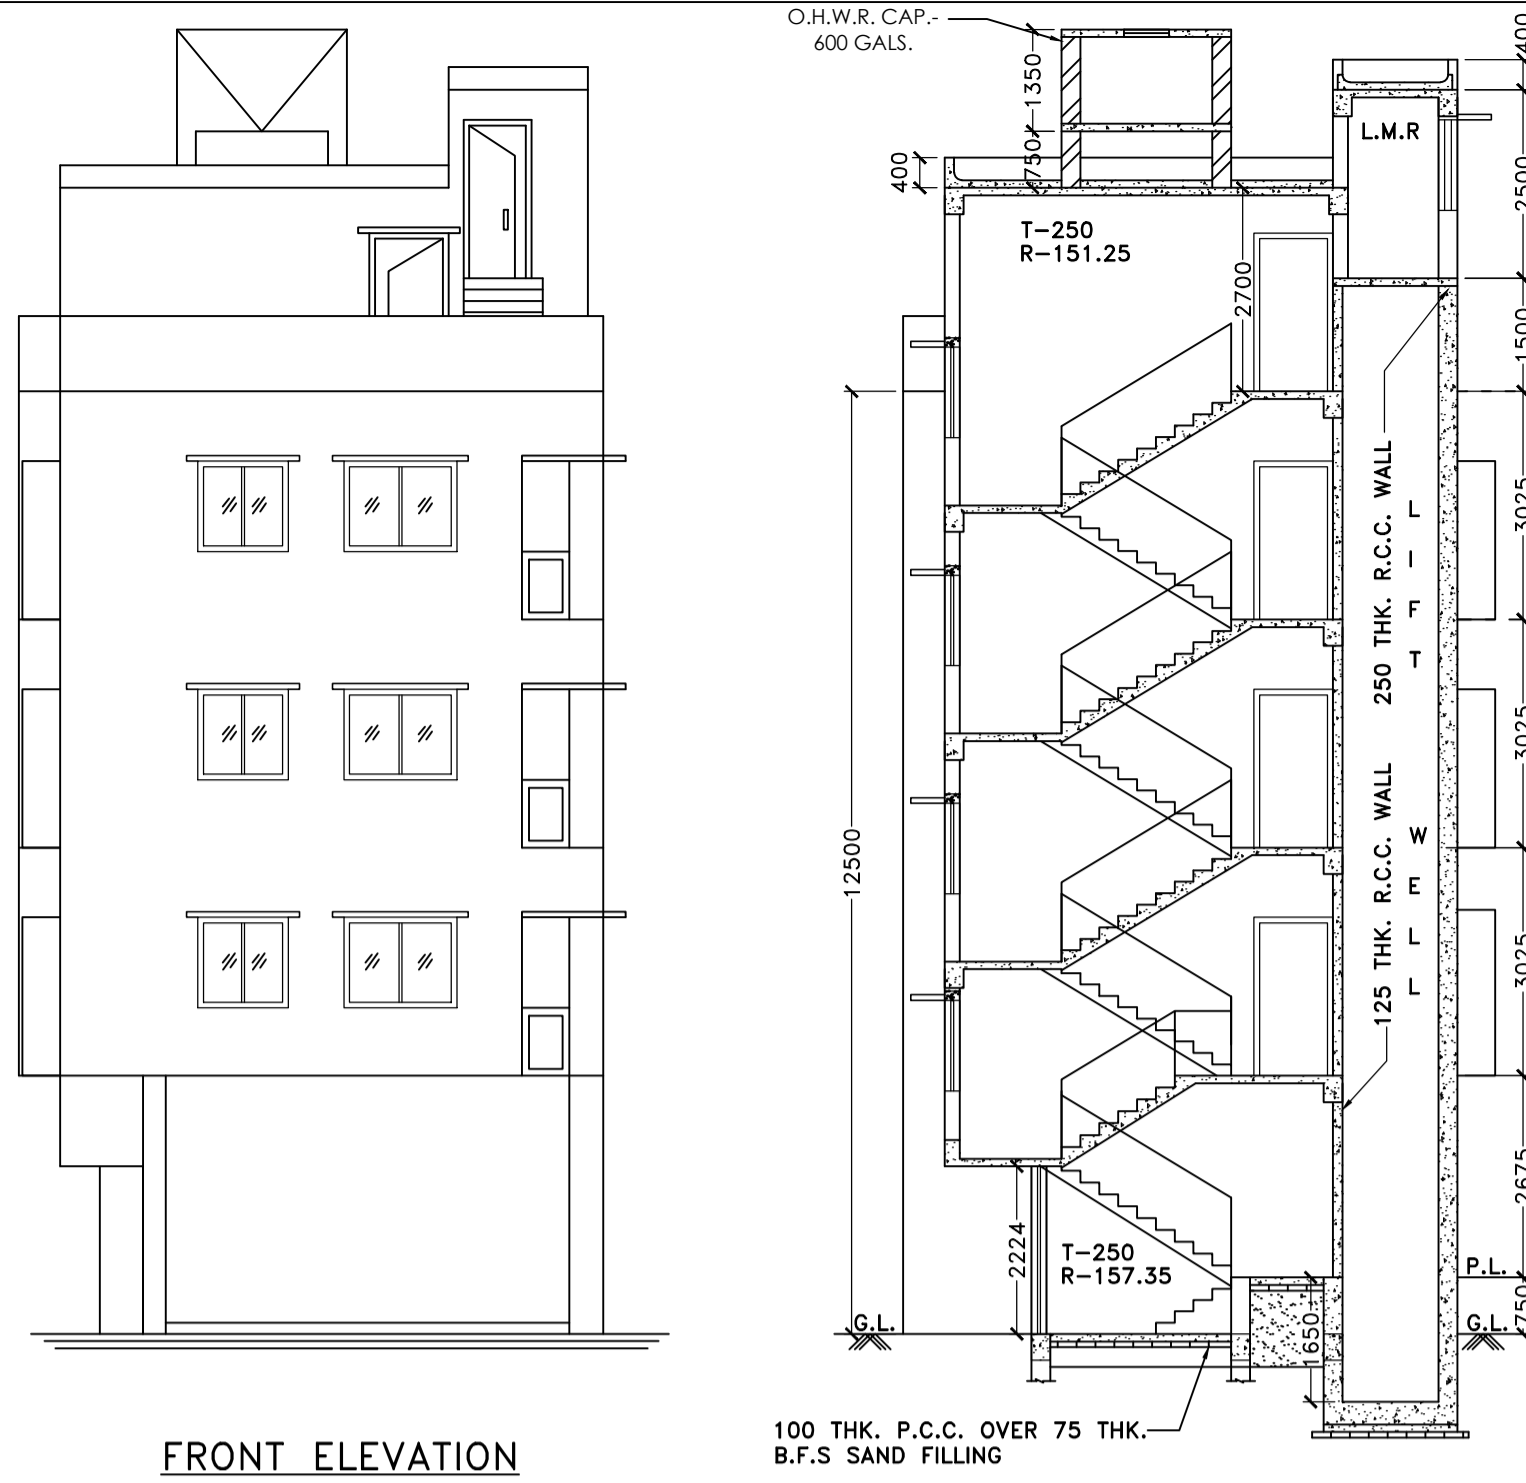 O.H.W.R. CAP.-
600 GALS.
1350
750
400
400
L.M.R
2500
T-250
R-151.25
2700
1500
12500
125 THK. R.C.C. WALL
250 THK. R.C.C. WALL
LIFT WELL
3025
3025
3025
2675
2224
T-250
R-157.35
P.L.
750
G.L.
G.L.
1650
100 THK. P.C.C. OVER 75 THK.
B.F.S SAND FILLING
FRONT ELEVATION